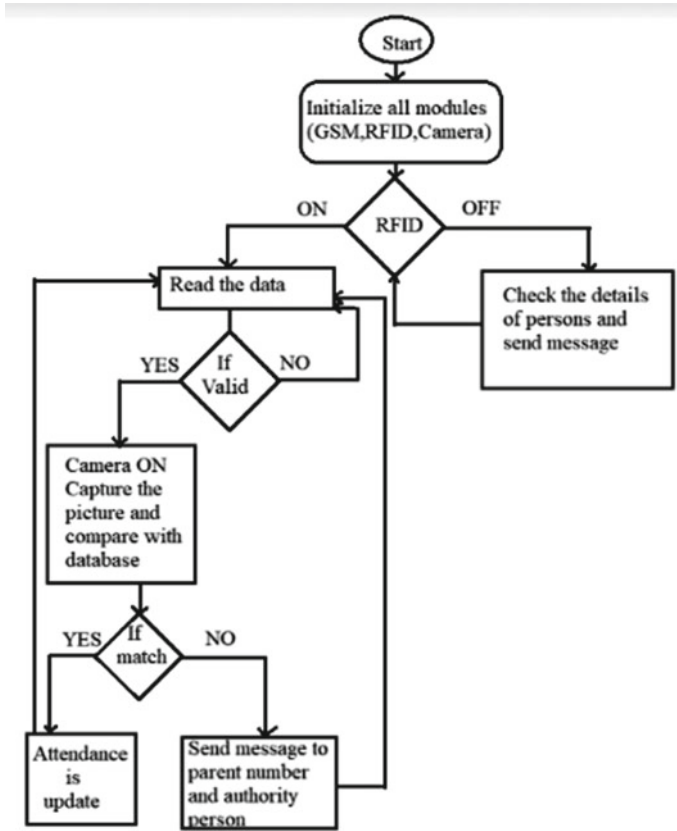 Start
Initialize all modules
(GSM,RFID,Camera)
ON
RFID
OFF
Read the data
Check the details
of persons and
send message
YES
If
Valid
NO
Camera ON
Capture the
picture and
compare with
database
YES
If
match
NO
Attendance
is
update
Send message to
parent number
and authority
person